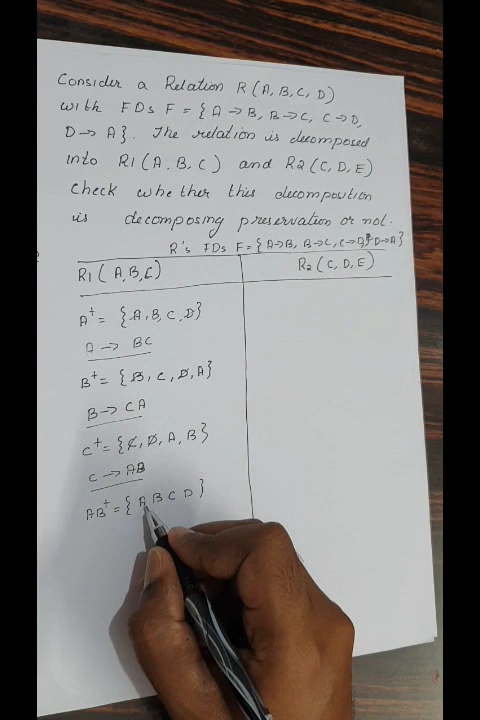 Consider a Relation R(A, B, C, D)
with FDs F = { A → B, B → C, C → D,
D → A}. The relation is decomposed
into R1(A, B, C) and R2(C, D, E)
Check whether this decomposition
is decomposing preservation or not.
R's FDs F = { A→B, B→C, C→D, D→A}
R1( A, B, C)
R2( C, D, E)
A⁺ = { A, B, C, D}
A → BC
B⁺ = { B, C, D, A}
B → CA
C⁺ = { C, D, A, B}
C → AB
AB⁺ = { A B C D }